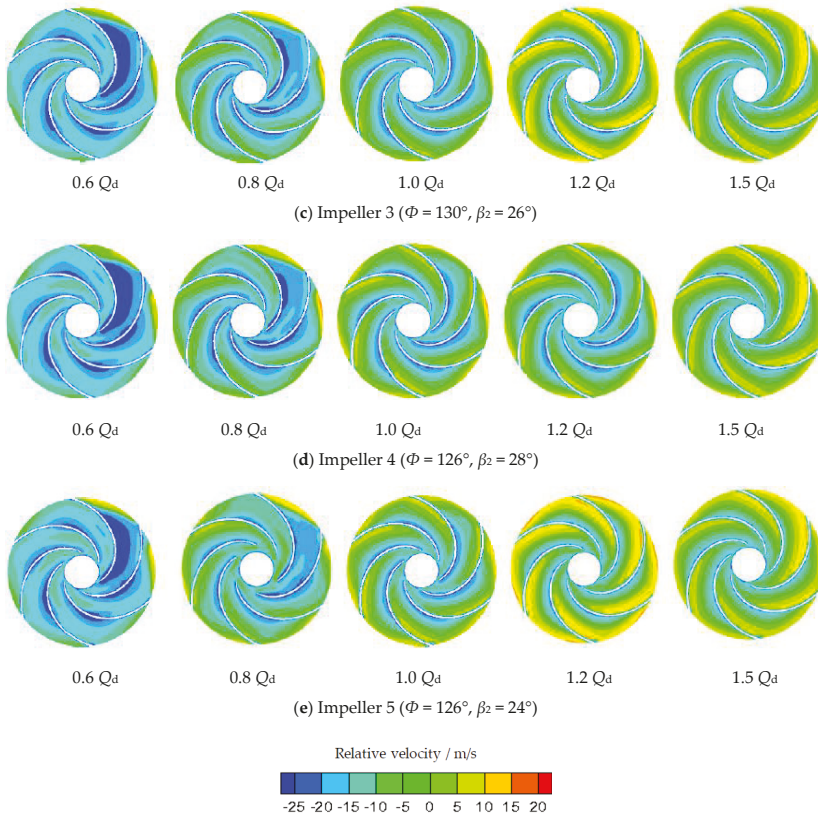 0.6 Qd 0.8 Qd 1.0 Qd 1.2 Qd 1.5 Qd
(c) Impeller 3 (Φ = 130°, β2 = 26°)
0.6 Qd 0.8 Qd 1.0 Qd 1.2 Qd 1.5 Qd
(d) Impeller 4 (Φ = 126°, β2 = 28°)
0.6 Qd 0.8 Qd 1.0 Qd 1.2 Qd 1.5 Qd
(e) Impeller 5 (Φ = 126°, β2 = 24°)
Relative velocity / m/s
-25 -20 -15 -10 -5 0 5 10 15 20